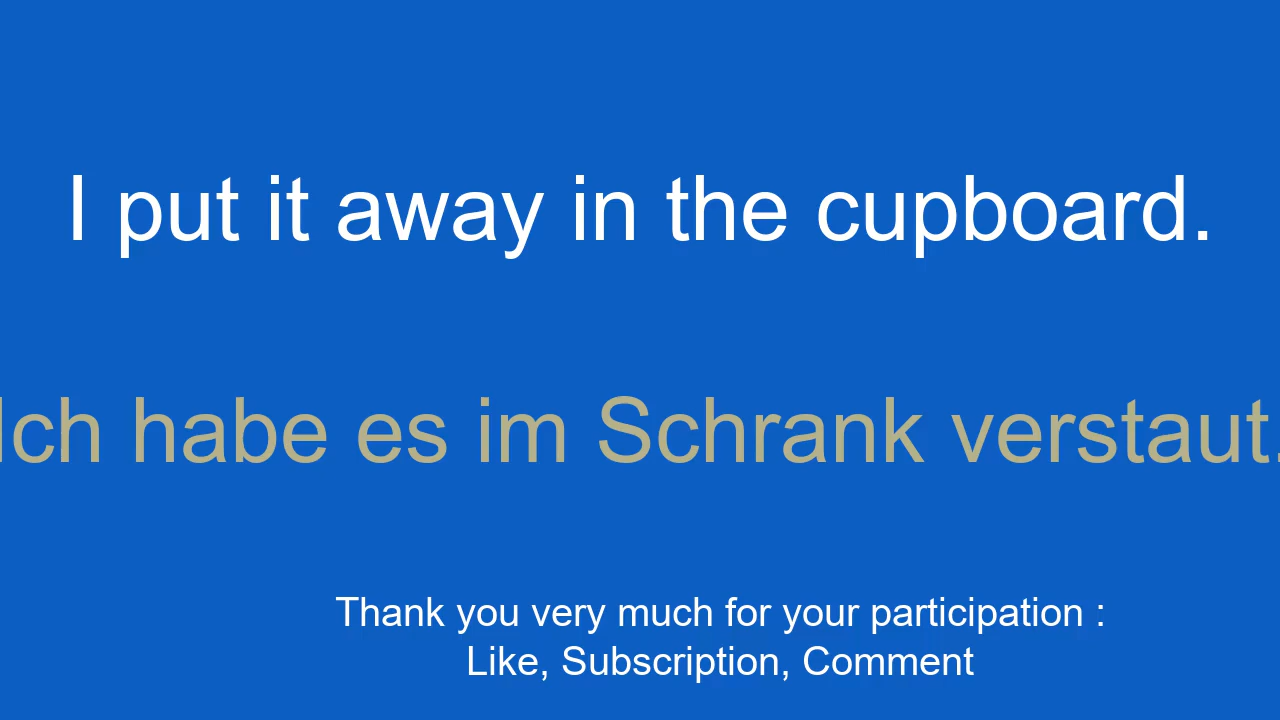 I put it away in the cupboard.
Ich habe es im Schrank verstaut.
Thank you very much for your participation :
Like, Subscription, Comment